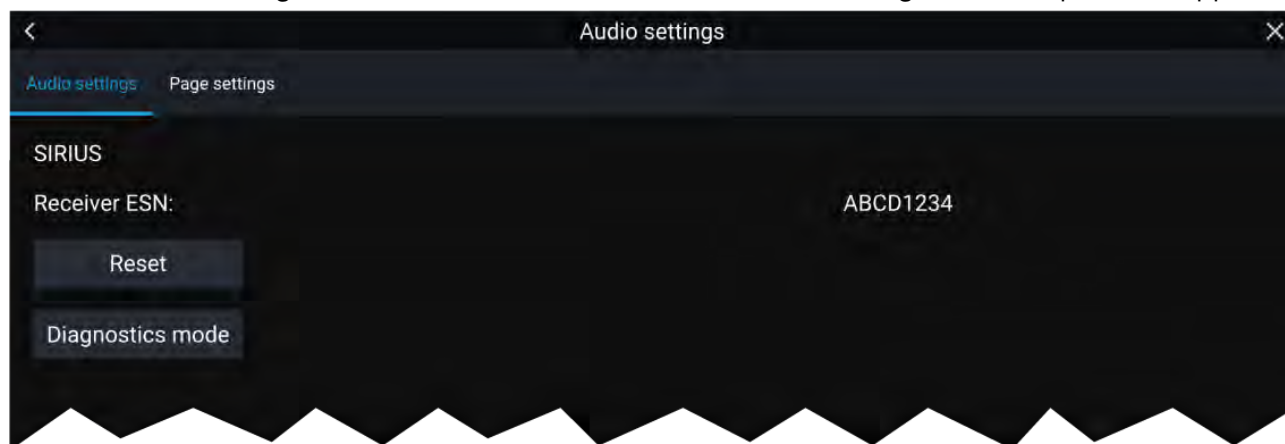 Audio settings
Audio settings Page settings
SIRIUS
Receiver ESN: ABCD1234
Reset
Diagnostics mode